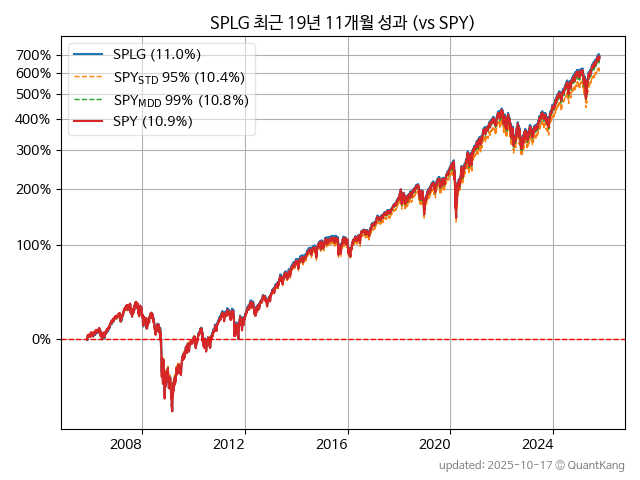 SPLG 최근 19년 11개월 성과 (vs SPY)
SPLG (11.0%)
SPY_STD 95% (10.4%)
SPY_MDD 99% (10.8%)
SPY (10.9%)
700%
600%
500%
400%
300%
200%
100%
0%
2008 2012 2016 2020 2024
updated: 2025-10-17 © QuantKang